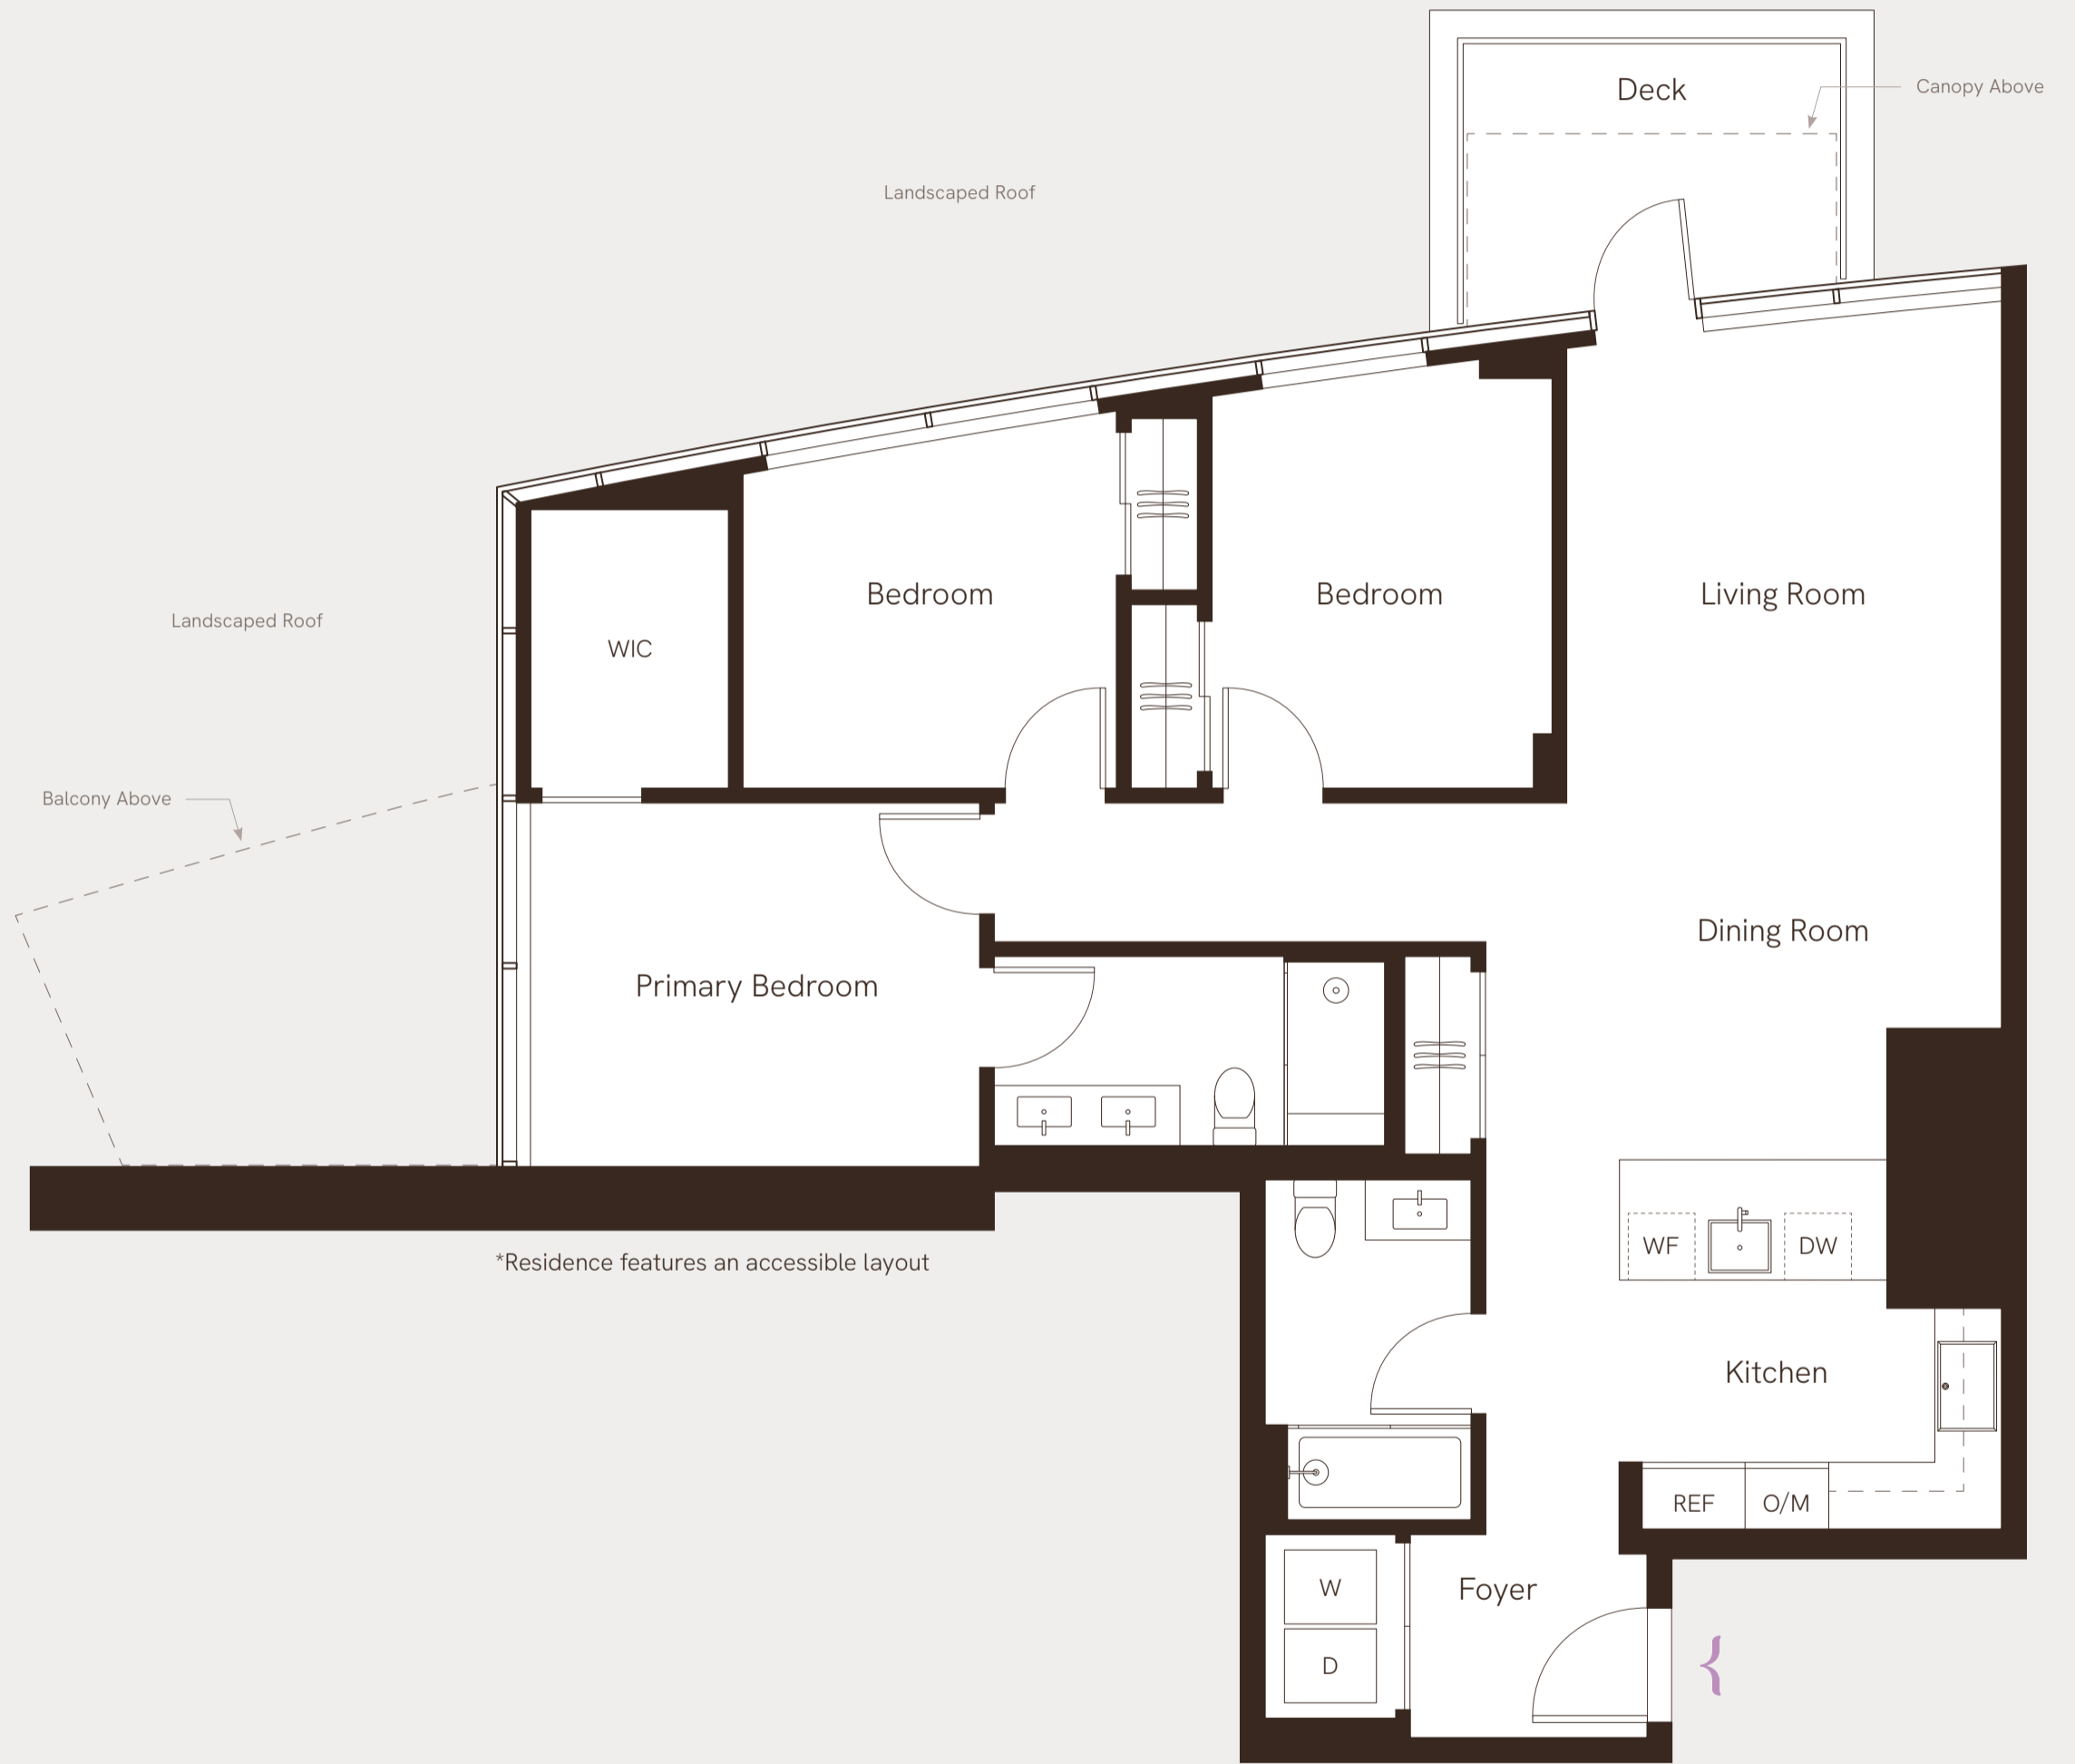 Deck
Canopy Above
Landscaped Roof
Bedroom
Bedroom
Living Room
Landscaped Roof
WIC
Balcony Above
Dining Room
Primary Bedroom
WF
DW
*Residence features an accessible layout
Kitchen
REF
O/M
W
Foyer
D
{